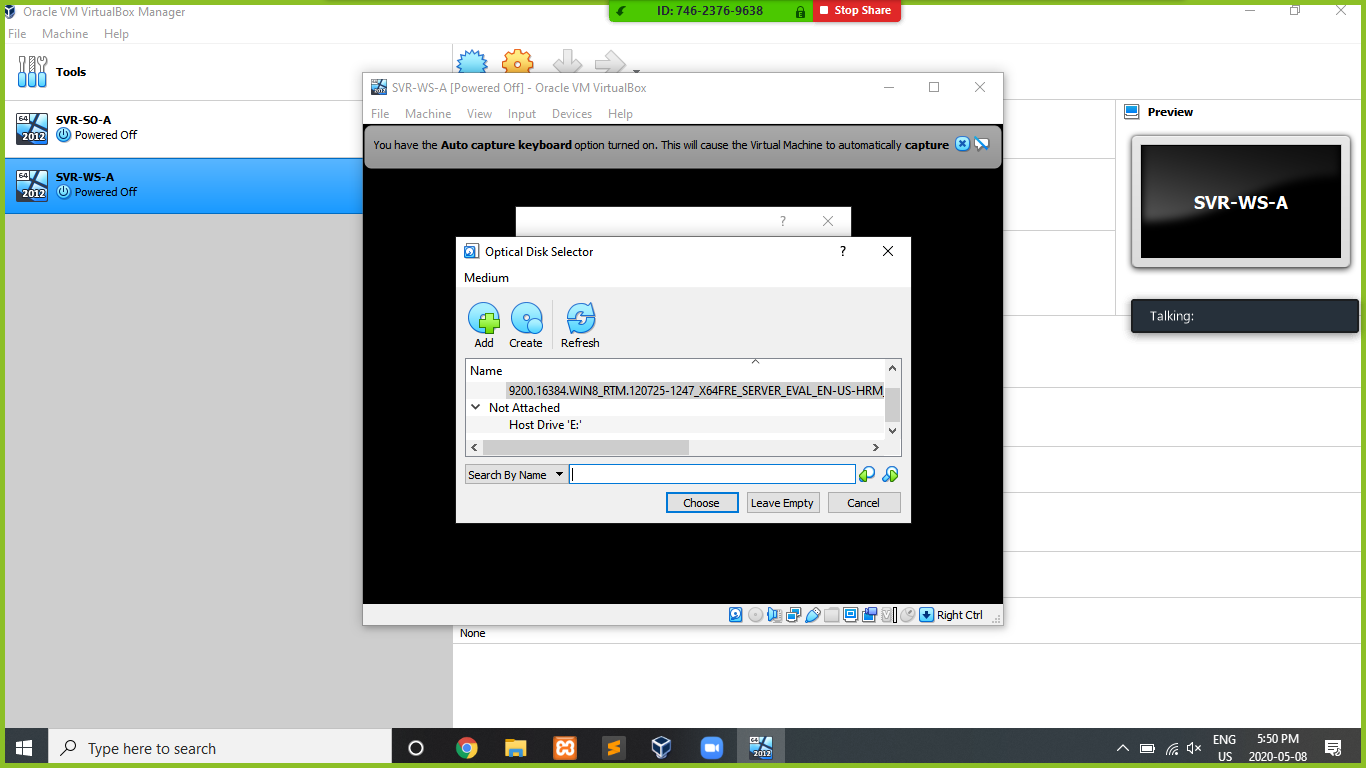 Oracle VM VirtualBox Manager
ID: 746-2376-9638
Stop Share
File Machine Help
Tools
64
2012
SVR-SO-A
Powered Off
64
2012
SVR-WS-A
Powered Off
SVR-WS-A [Powered Off] - Oracle VM VirtualBox
File Machine View Input Devices Help
You have the Auto capture keyboard option turned on. This will cause the Virtual Machine to automatically capture
?
Optical Disk Selector
?
Medium
Add Create Refresh
Name
9200.16384.WIN8_RTM.120725-1247_X64FRE_SERVER_EVAL_EN-US-HRM_
Not Attached
Host Drive 'E:'
Search By Name
Choose Leave Empty Cancel
Right Ctrl
Preview
SVR-WS-A
Talking:
None
Type here to search
64
2012
ENG
US
5:50 PM
2020-05-08